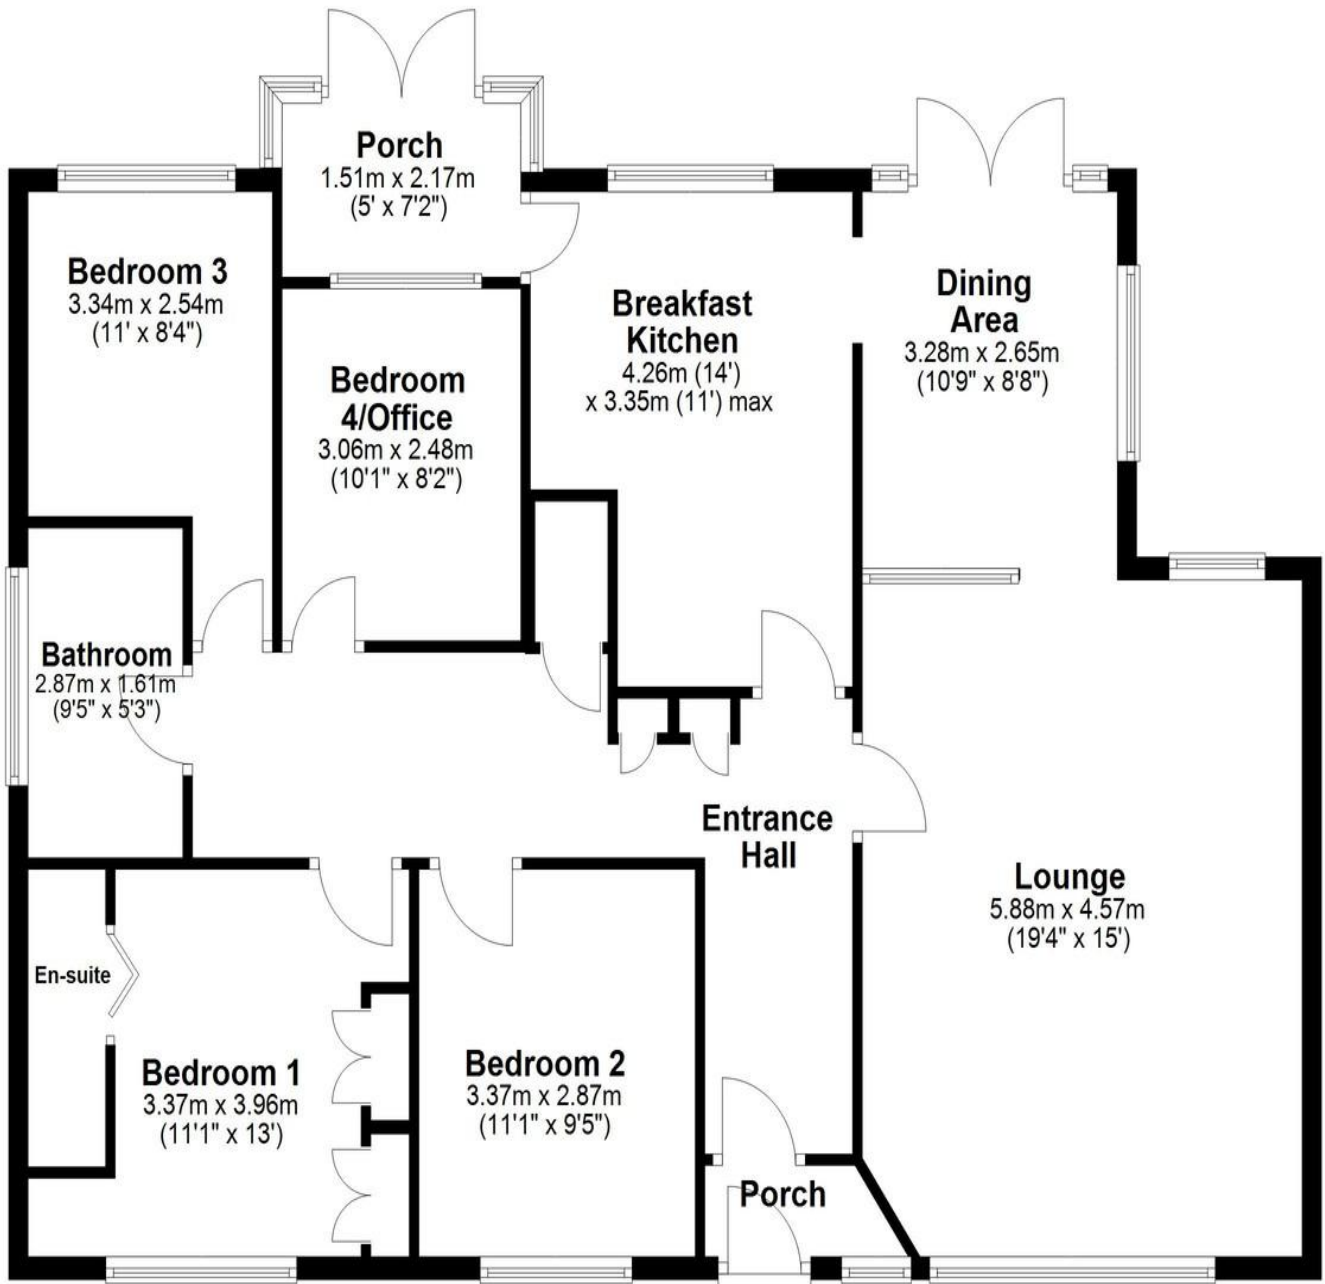 Porch
1.51m x 2.17m
(5' x 7'2")
Bedroom 3
3.34m x 2.54m
(11' x 8'4")
Breakfast
Kitchen
4.26m (14')
x 3.35m (11') max
Dining
Area
3.28m x 2.65m
(10'9" x 8'8")
Bedroom
4/Office
3.06m x 2.48m
(10'1" x 8'2")
Bathroom
2.87m x 1.61m
(9'5" x 5'3")
Entrance
Hall
Lounge
5.88m x 4.57m
(19'4" x 15')
En-suite
Bedroom 1
3.37m x 3.96m
(11'1" x 13')
Bedroom 2
3.37m x 2.87m
(11'1" x 9'5")
Porch